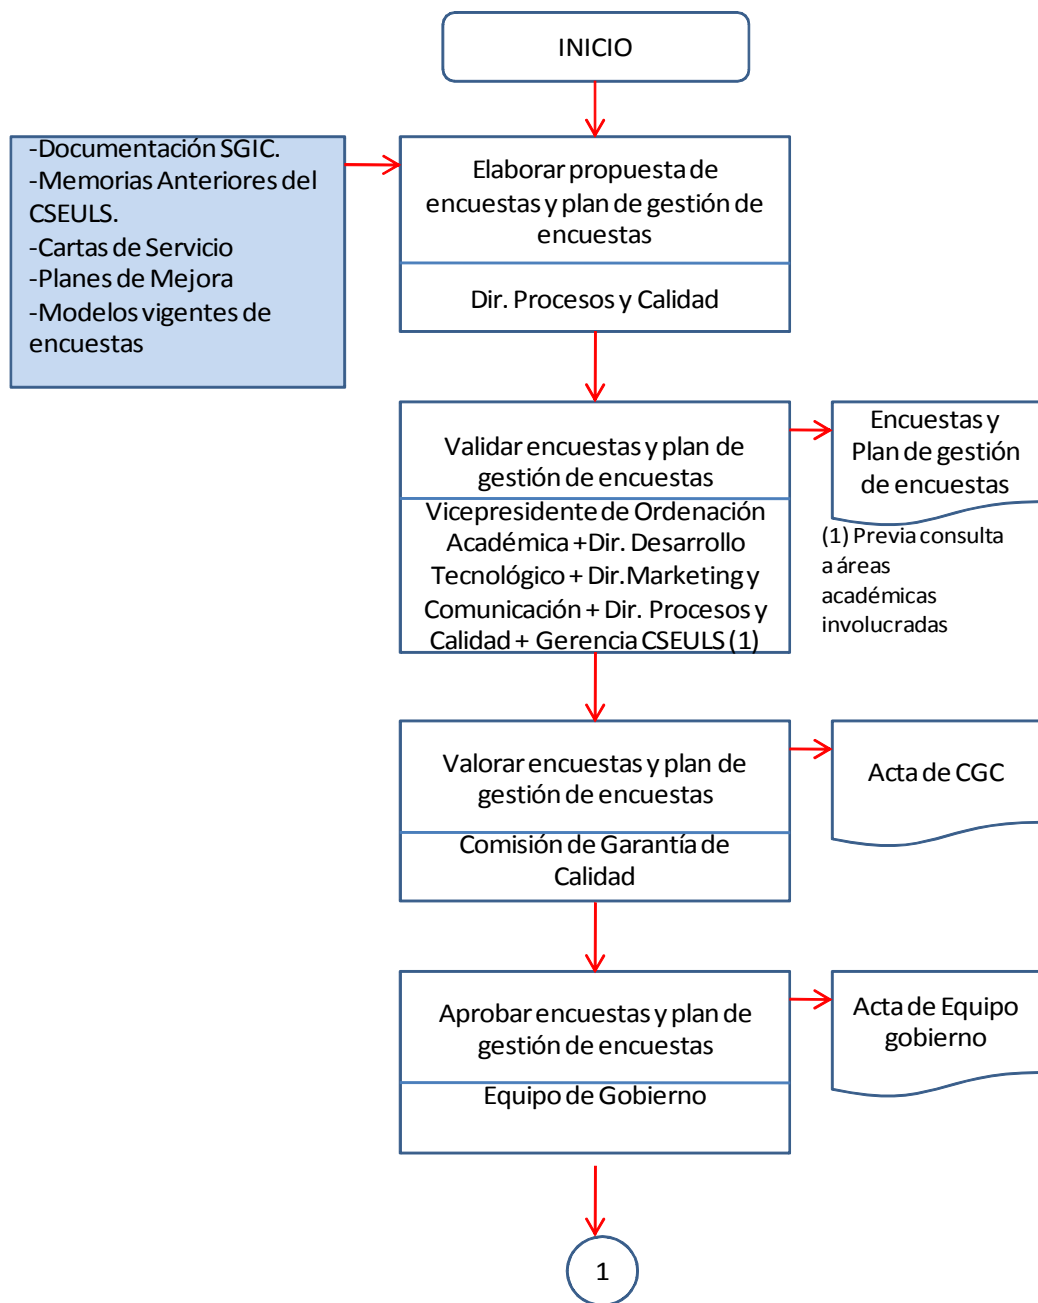 INICIO
-Documentación SGIC.
-Memorias Anteriores del
CSEULS.
-Cartas de Servicio
-Planes de Mejora
-Modelos vigentes de
encuestas
Elaborar propuesta de
encuestas y plan de gestión de
encuestas
Dir. Procesos y Calidad
Validar encuestas y plan de
gestión de encuestas
Vicepresidente de Ordenación
Académica +Dir. Desarrollo
Tecnológico + Dir.Marketing y
Comunicación + Dir. Procesos y
Calidad + Gerencia CSEULS (1)
Encuestas y
Plan de gestión
de encuestas
(1) Previa consulta
a áreas
académicas
involucradas
Valorar encuestas y plan de
gestión de encuestas
Comisión de Garantía de
Calidad
Acta de CGC
Aprobar encuestas y plan de
gestión de encuestas
Equipo de Gobierno
Acta de Equipo
gobierno
1